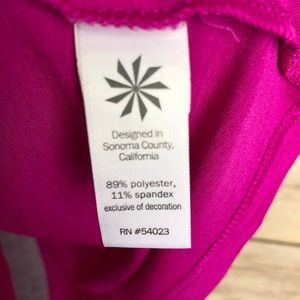 Designed in
Sonoma County,
California
89% polyester,
11% spandex
exclusive of decoration
RN #54023